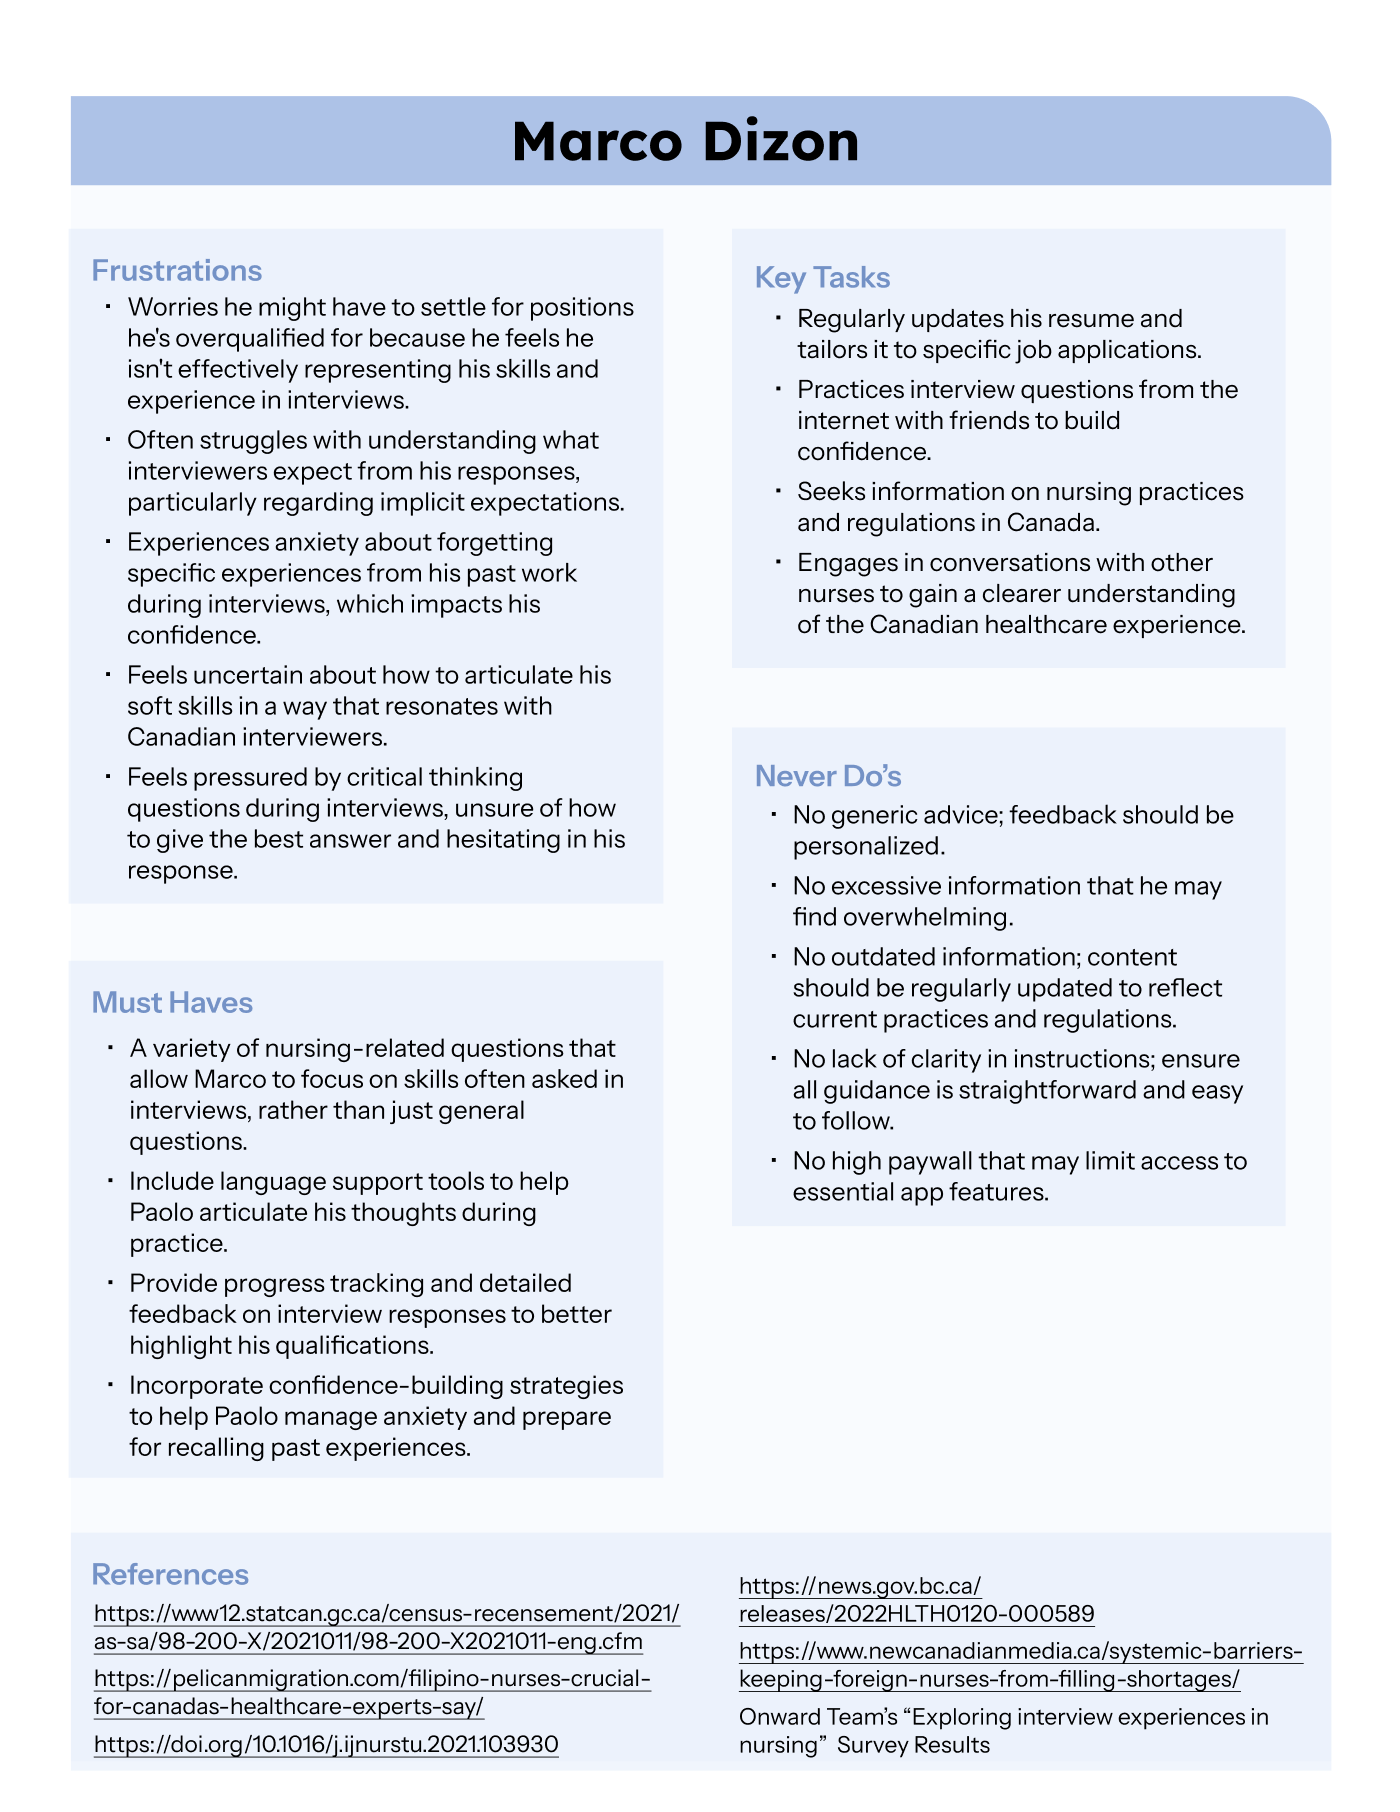 Marco Dizon
Frustrations
· Worries he might have to settle for positions
he's overqualified for because he feels he
isn't effectively representing his skills and
experience in interviews.
· Often struggles with understanding what
interviewers expect from his responses,
particularly regarding implicit expectations.
· Experiences anxiety about forgetting
specific experiences from his past work
during interviews, which impacts his
confidence.
· Feels uncertain about how to articulate his
soft skills in a way that resonates with
Canadian interviewers.
· Feels pressured by critical thinking
questions during interviews, unsure of how
to give the best answer and hesitating in his
response.
Must Haves
· A variety of nursing-related questions that
allow Marco to focus on skills often asked in
interviews, rather than just general
questions.
· Include language support tools to help
Paolo articulate his thoughts during
practice.
· Provide progress tracking and detailed
feedback on interview responses to better
highlight his qualifications.
· Incorporate confidence-building strategies
to help Paolo manage anxiety and prepare
for recalling past experiences.
Key Tasks
· Regularly updates his resume and
tailors it to specific job applications.
· Practices interview questions from the
internet with friends to build
confidence.
· Seeks information on nursing practices
and regulations in Canada.
· Engages in conversations with other
nurses to gain a clearer understanding
of the Canadian healthcare experience.
Never Do’s
· No generic advice; feedback should be
personalized.
· No excessive information that he may
find overwhelming.
· No outdated information; content
should be regularly updated to reflect
current practices and regulations.
· No lack of clarity in instructions; ensure
all guidance is straightforward and easy
to follow.
· No high paywall that may limit access to
essential app features.
References
https://www12.statcan.gc.ca/census-recensement/2021/
as-sa/98-200-X/2021011/98-200-X2021011-eng.cfm
https://pelicanmigration.com/filipino-nurses-crucial-
for-canadas-healthcare-experts-say/
https://doi.org/10.1016/j.ijnurstu.2021.103930
https://news.gov.bc.ca/
releases/2022HLTH0120-000589
https://www.newcanadianmedia.ca/systemic-barriers-
keeping-foreign-nurses-from-filling-shortages/
Onward Team’s “Exploring interview experiences in
nursing” Survey Results